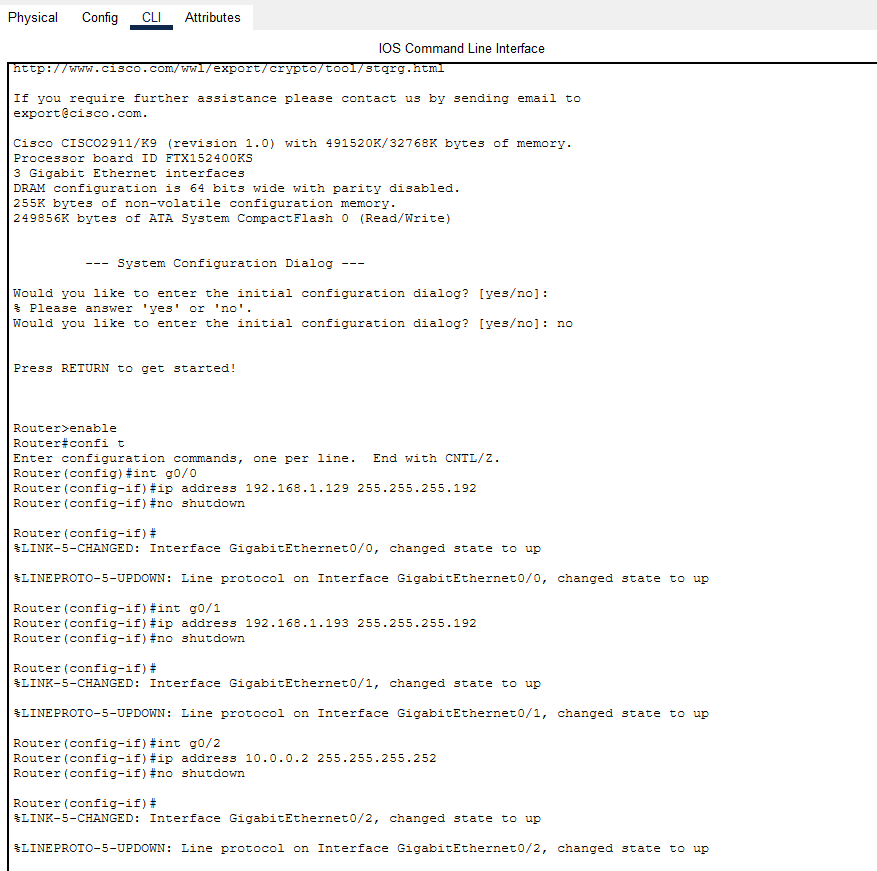 Physical Config CLI Attributes
IOS Command Line Interface
http://www.cisco.com/wwl/export/crypto/tool/stqrg.html
If you require further assistance please contact us by sending email to
export@cisco.com.
Cisco CISCO2911/K9 (revision 1.0) with 491520K/32768K bytes of memory.
Processor board ID FTX152400KS
3 Gigabit Ethernet interfaces
DRAM configuration is 64 bits wide with parity disabled.
255K bytes of non-volatile configuration memory.
249856K bytes of ATA System CompactFlash 0 (Read/Write)
--- System Configuration Dialog ---
Would you like to enter the initial configuration dialog? [yes/no]:
% Please answer 'yes' or 'no'.
Would you like to enter the initial configuration dialog? [yes/no]: no
Press RETURN to get started!
Router>enable
Router#confi t
Enter configuration commands, one per line.  End with CNTL/Z.
Router(config)#int g0/0
Router(config-if)#ip address 192.168.1.129 255.255.255.192
Router(config-if)#no shutdown
Router(config-if)#
%LINK-5-CHANGED: Interface GigabitEthernet0/0, changed state to up
%LINEPROTO-5-UPDOWN: Line protocol on Interface GigabitEthernet0/0, changed state to up
Router(config-if)#int g0/1
Router(config-if)#ip address 192.168.1.193 255.255.255.192
Router(config-if)#no shutdown
Router(config-if)#
%LINK-5-CHANGED: Interface GigabitEthernet0/1, changed state to up
%LINEPROTO-5-UPDOWN: Line protocol on Interface GigabitEthernet0/1, changed state to up
Router(config-if)#int g0/2
Router(config-if)#ip address 10.0.0.2 255.255.255.252
Router(config-if)#no shutdown
Router(config-if)#
%LINK-5-CHANGED: Interface GigabitEthernet0/2, changed state to up
%LINEPROTO-5-UPDOWN: Line protocol on Interface GigabitEthernet0/2, changed state to up